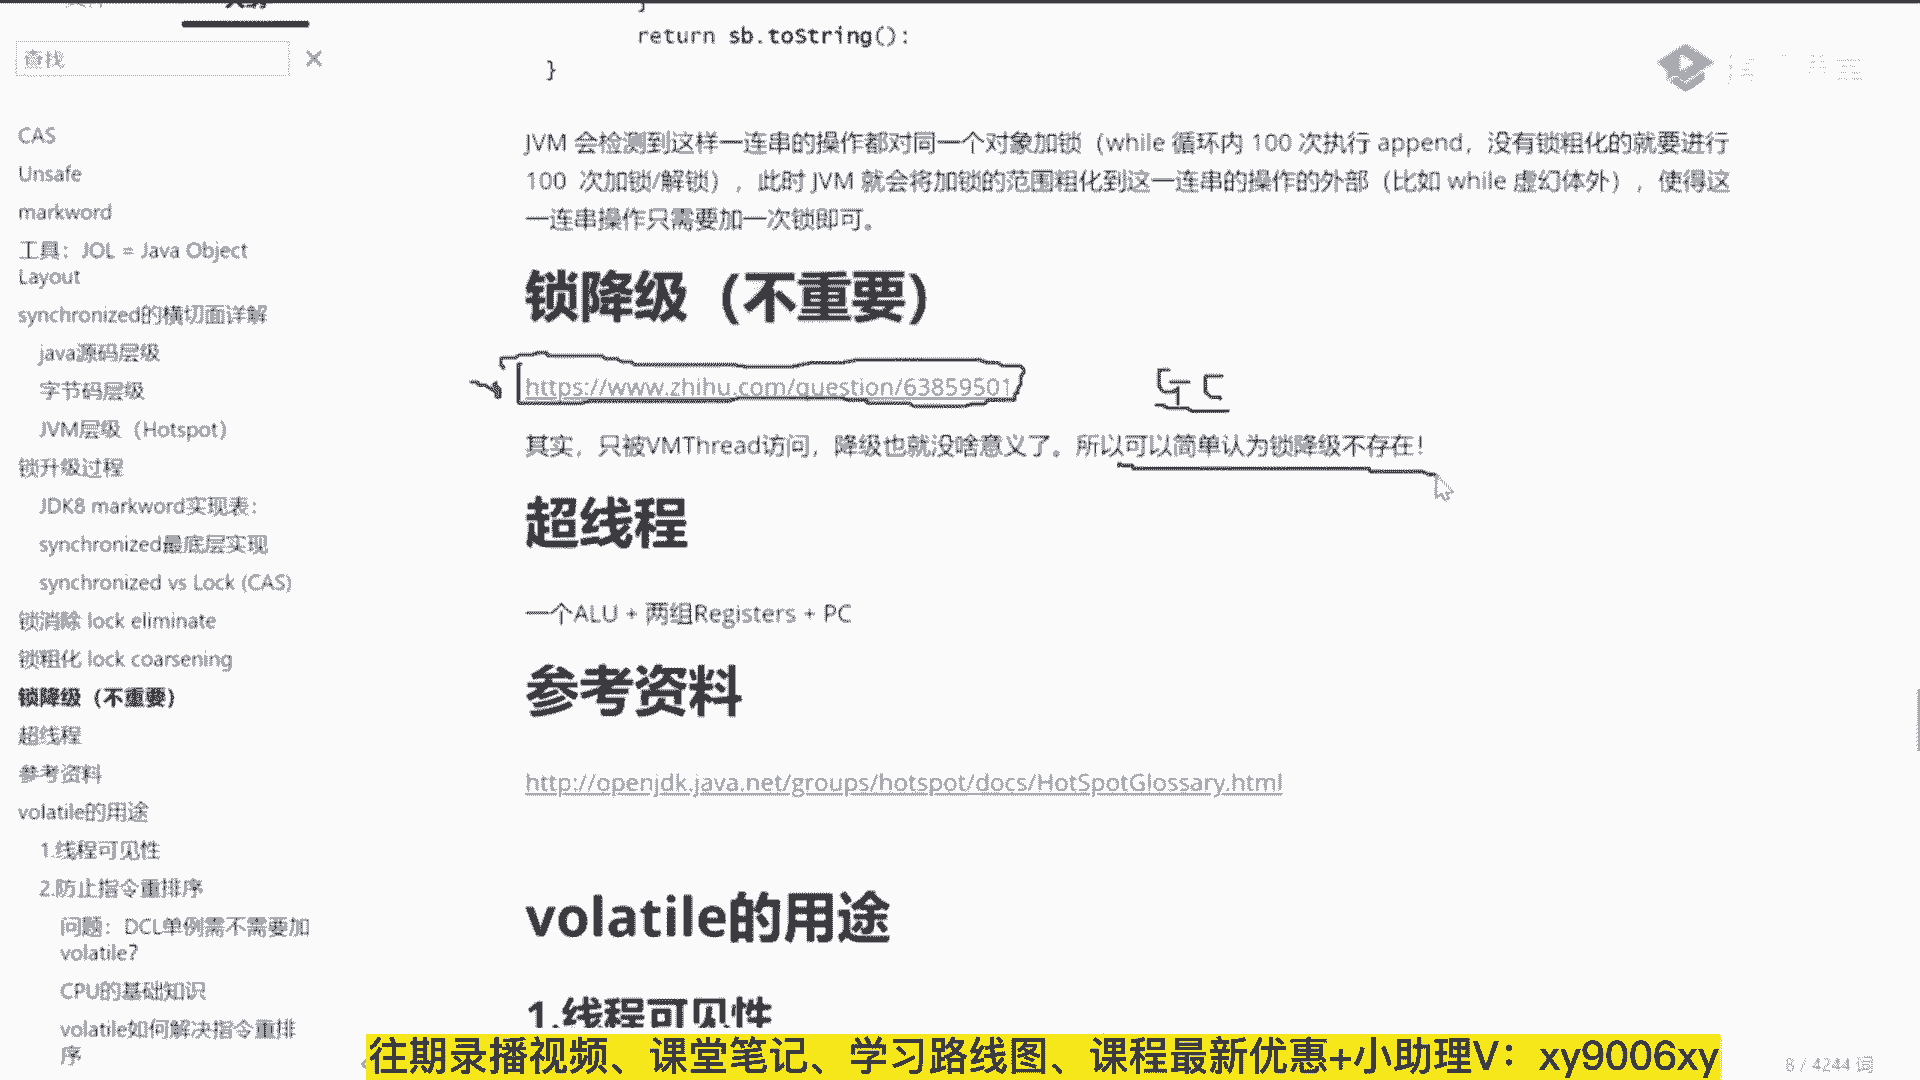 查找
CAS
Unsafe
markword
工具：JOL = Java Object
Layout
synchronized的横切面详解
java源码层级
字节码层级
JVM层级（Hotspot）
锁升级过程
JDK8 markword实现表：
synchronized最底层实现
synchronized vs Lock (CAS)
锁消除 lock eliminate
锁粗化 lock coarsening
锁降级（不重要）
超线程
参考资料
volatile的用途
1.线程可见性
2.防止指令重排序
问题：DCL单例需不需要加
volatile？
CPU的基础知识
volatile如何解决指令重排
序
}
return sb.toString():
}
JVM 会检测到这样一连串的操作都对同一个对象加锁（while 循环内 100 次执行 append，没有锁粗化的就要进行
100 次加锁/解锁），此时 JVM 就会将加锁的范围粗化到这一连串的操作的外部（比如 while 虚幻体外），使得这
一连串操作只需要加一次锁即可。
锁降级（不重要）
https://www.zhihu.com/question/63859501
GC
其实，只被VMThread访问，降级也就没啥意义了。所以可以简单认为锁降级不存在！
超线程
一个ALU + 两组Registers + PC
参考资料
http://openjdk.java.net/groups/hotspot/docs/HotSpotGlossary.html
volatile的用途
1.线程可见性
往期录播视频、课堂笔记、学习路线图、课程最新优惠+小助理V：xy9006xy
8 / 4244 词